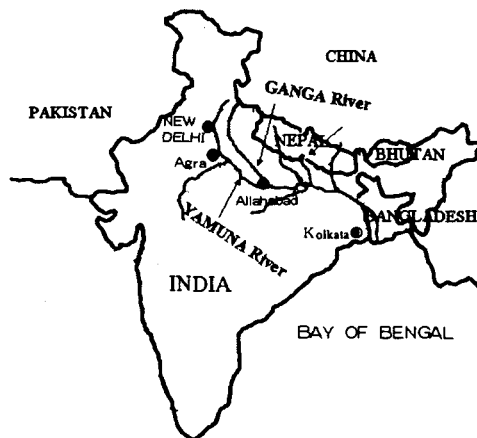 CHINA
PAKISTAN
GANGA River
NEW
DELHI
NEPAL
BHUTAN
Agra
Allahabad
BANGLADESH
YAMUNA River
Kolkata
INDIA
BAY OF BENGAL